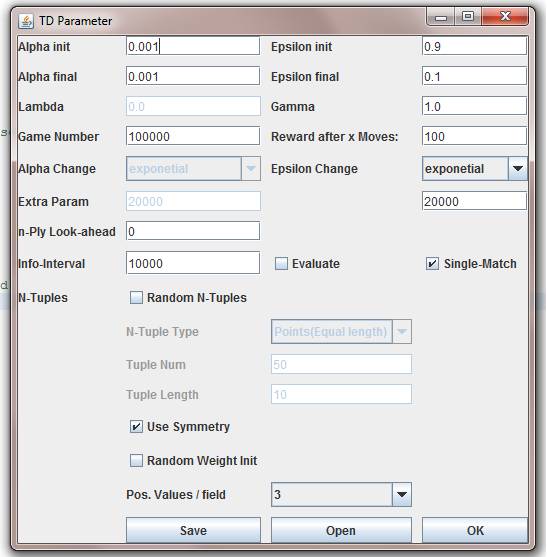 TD Parameter
Alpha init 0.001 Epsilon init 0.9
Alpha final 0.001 Epsilon final 0.1
Lambda 0.0 Gamma 1.0
Game Number 100000 Reward after x Moves: 100
Alpha Change exponetial Epsilon Change exponetial
Extra Param 20000 20000
n-Ply Look-ahead 0
Info-Interval 10000 Evaluate Single-Match
N-Tuples Random N-Tuples
N-Tuple Type Points(Equal length)
Tuple Num 50
Tuple Length 10
Use Symmetry
Random Weight Init
Pos. Values / field 3
Save Open OK